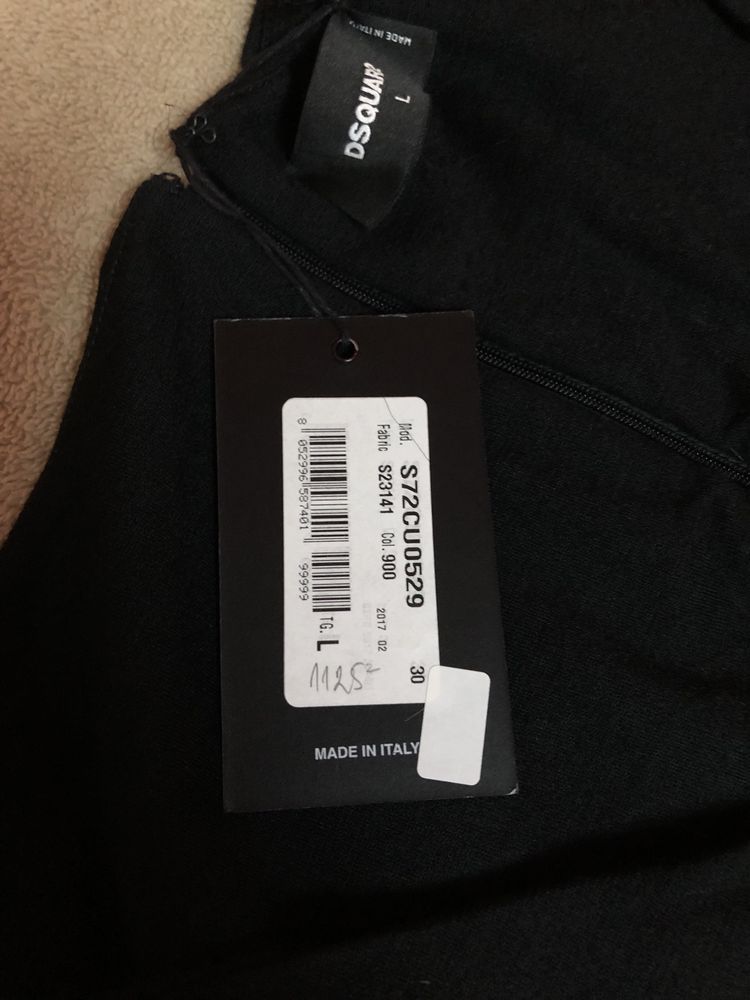 MADE IN ITALY
L
DSQUAR
Mod. S72CU0529 30
Fabric S23141 Col. 900 2017 02
8 052996 587401 99999
TG. L
1125
MADE IN ITALY